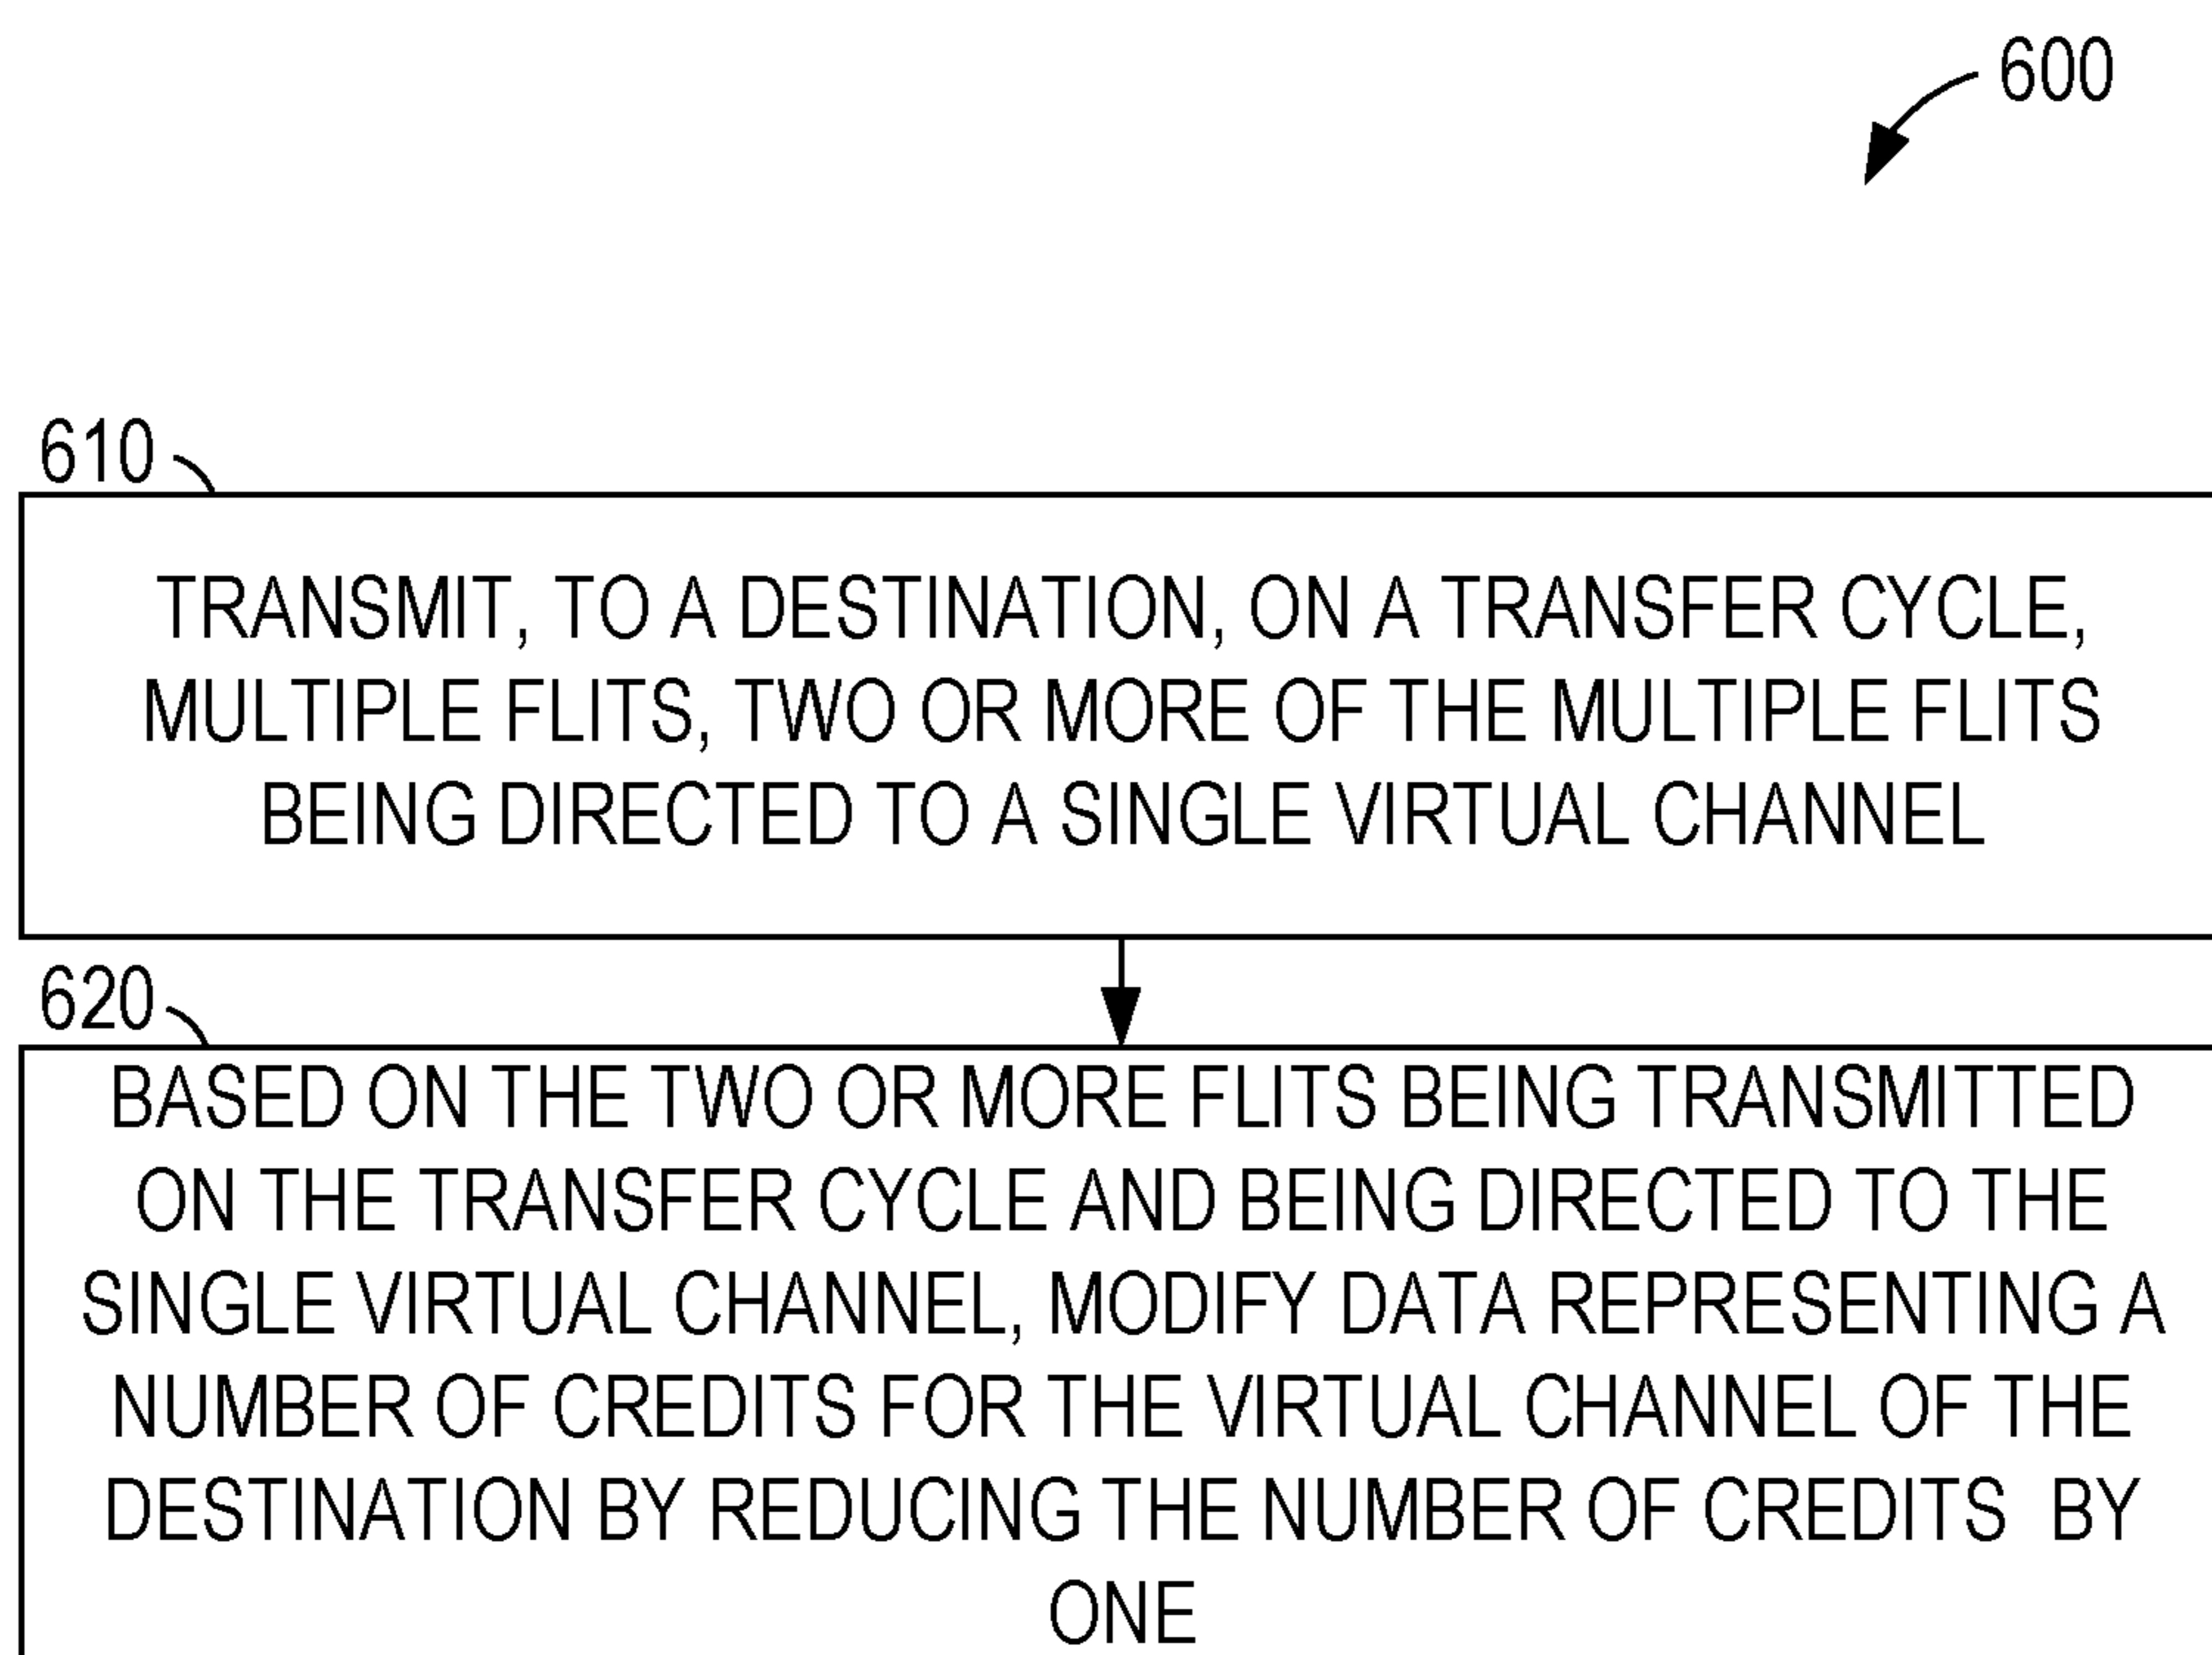 600
610
TRANSMIT, TO A DESTINATION, ON A TRANSFER CYCLE,
MULTIPLE FLITS, TWO OR MORE OF THE MULTIPLE FLITS
BEING DIRECTED TO A SINGLE VIRTUAL CHANNEL
620
BASED ON THE TWO OR MORE FLITS BEING TRANSMITTED
ON THE TRANSFER CYCLE AND BEING DIRECTED TO THE
SINGLE VIRTUAL CHANNEL, MODIFY DATA REPRESENTING A
NUMBER OF CREDITS FOR THE VIRTUAL CHANNEL OF THE
DESTINATION BY REDUCING THE NUMBER OF CREDITS BY
ONE